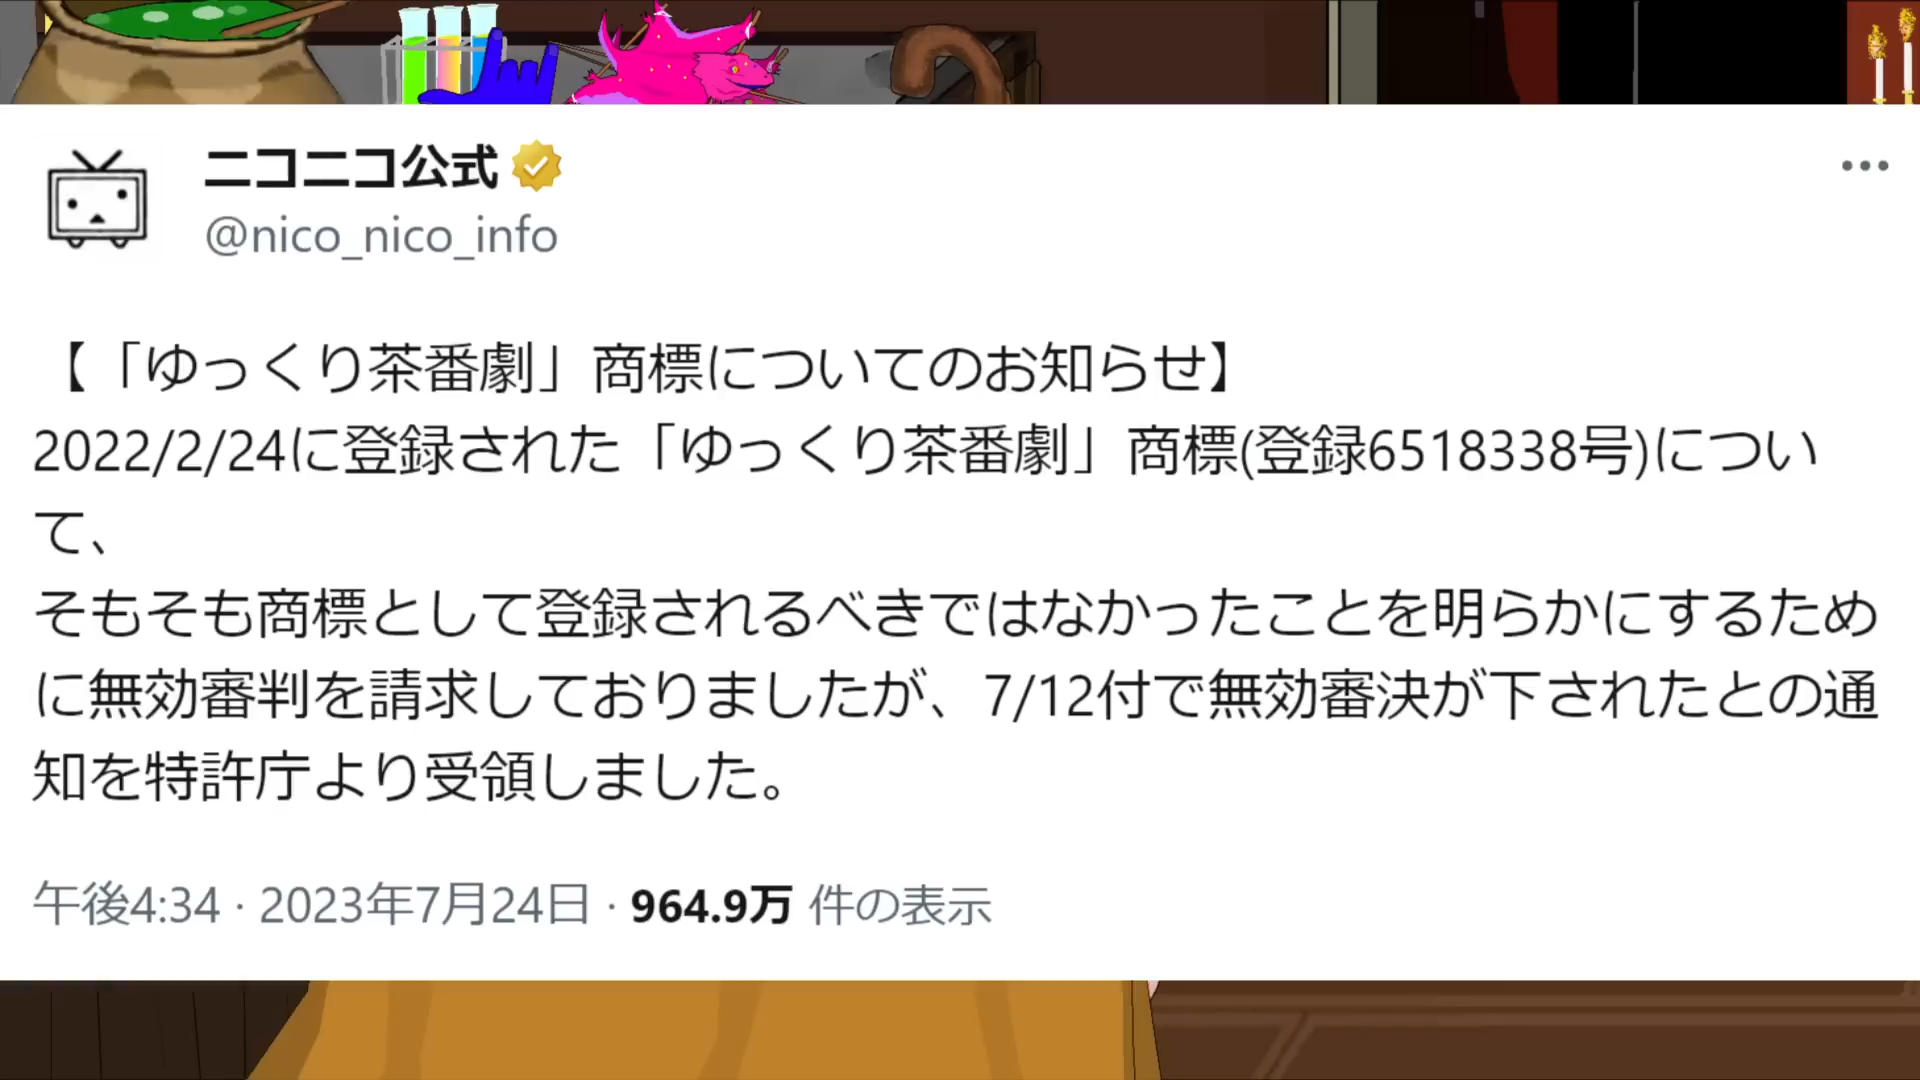 ニコニコ公式
@nico_nico_info
【「ゆっくり茶番劇」商標についてのお知らせ】
2022/2/24に登録された「ゆっくり茶番劇」商標(登録6518338号)につい
て、
そもそも商標として登録されるべきではなかったことを明らかにするため
に無効審判を請求しておりましたが、7/12付で無効審決が下されたとの通
知を特許庁より受領しました。
午後4:34 · 2023年7月24日 · 964.9万 件の表示